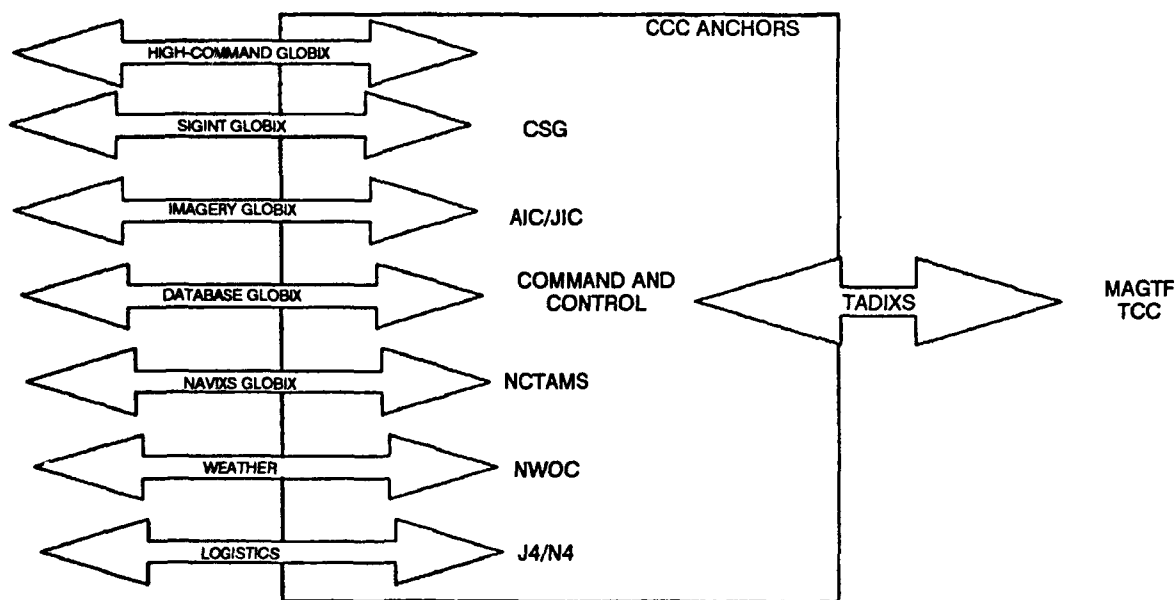 CCC ANCHORS
HIGH-COMMAND GLOBIX
SIGINT GLOBIX
CSG
IMAGERY GLOBIX
AIC/JIC
DATABASE GLOBIX
COMMAND AND
CONTROL
TADIXS
MAGTF
TCC
NAVIXS GLOBIX
NCTAMS
WEATHER
NWOC
LOGISTICS
J4/N4